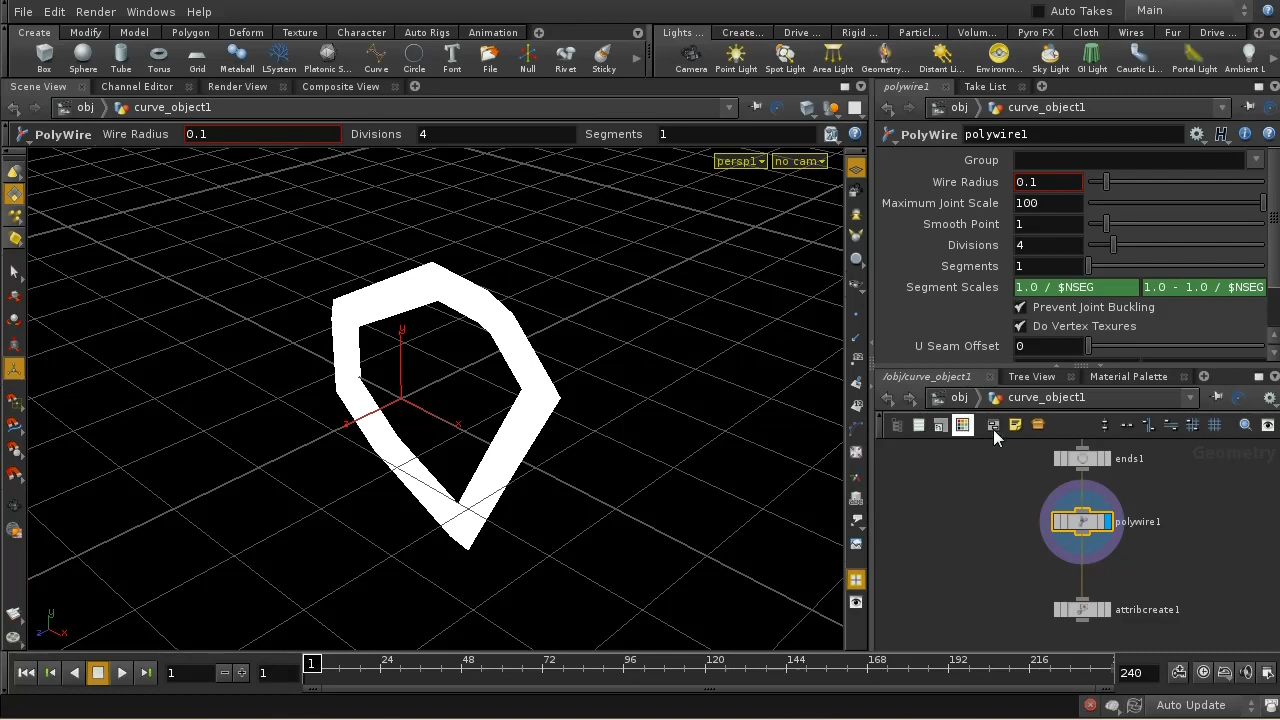 File Edit Render Windows Help Auto Takes Main
Create Modify Model Polygon Deform Texture Character Auto Rigs Animation Lights ... Create... Drive ... Rigid ... Particl... Volum... Pyro FX Cloth Wires Fur Drive ...
Box Sphere Tube Torus Grid Metaball LSystem Platonic S... Curve Circle Font File Null Rivet Sticky Camera Point Light Spot Light Area Light Geometry... Distant Li... Environm... Sky Light GI Light Caustic Li... Portal Light Ambient L
Scene View Channel Editor Render View Composite View polywire1 Take List
obj curve_object1 obj curve_object1
PolyWire Wire Radius 0.1 Divisions 4 Segments 1 PolyWire polywire1
persp1 no cam
Group
Wire Radius 0.1
Maximum Joint Scale 100
Smooth Point 1
Divisions 4
Segments 1
Segment Scales 1.0 / $NSEG 1.0 - 1.0 / $NSEG
Prevent Joint Buckling
Do Vertex Texures
U Seam Offset 0
/obj/curve_object1 Tree View Material Palette
obj curve_object1
Geometry
ends1
polywire1
attribcreate1
y
z x
y
z x
1 1 1 24 48 72 96 120 144 168 192 216 240
Auto Update